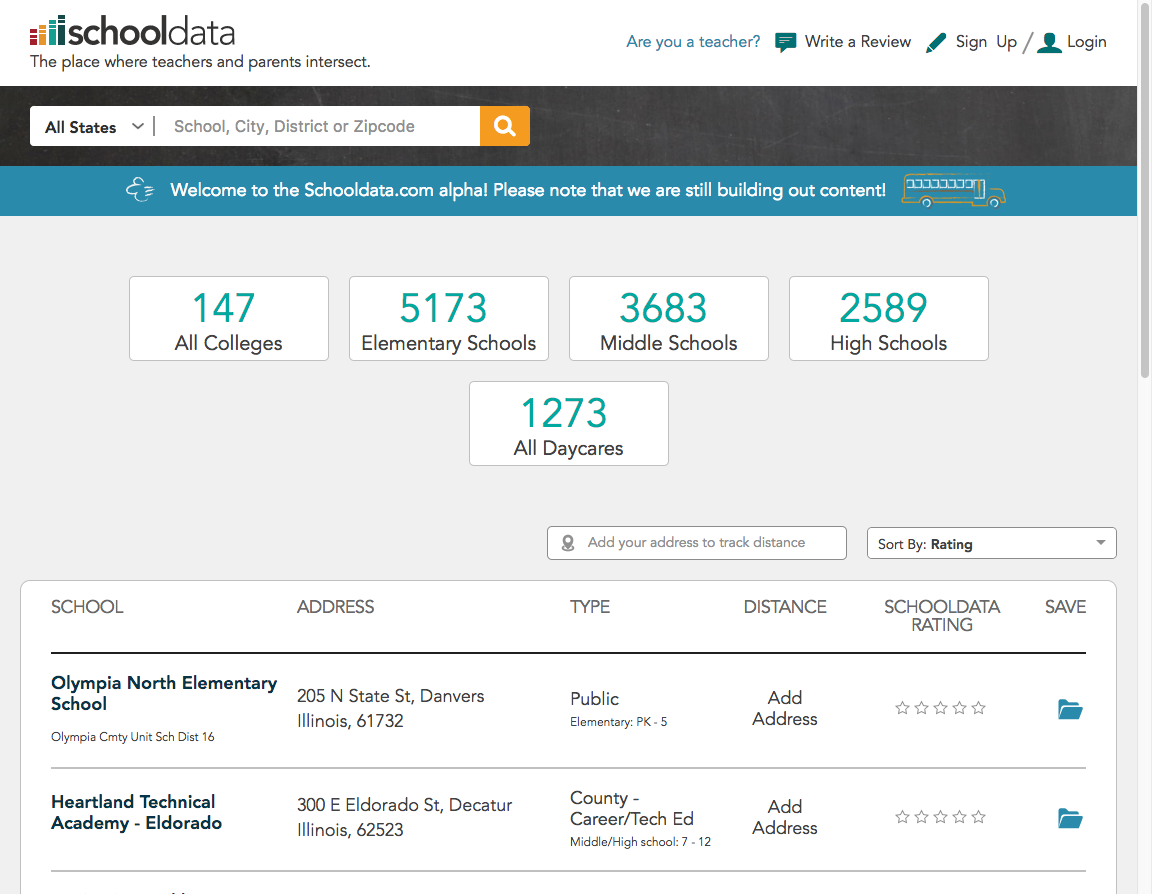 schooldata
The place where teachers and parents intersect.
Are you a teacher? Write a Review Sign Up / Login
All States School, City, District or Zipcode
Welcome to the Schooldata.com alpha! Please note that we are still building out content!
147
All Colleges
5173
Elementary Schools
3683
Middle Schools
2589
High Schools
1273
All Daycares
Add your address to track distance
Sort By: Rating
SCHOOL ADDRESS TYPE DISTANCE SCHOOLDATA RATING SAVE
Olympia North Elementary
School
Olympia Cmty Unit Sch Dist 16
205 N State St, Danvers
Illinois, 61732
Public
Elementary: PK - 5
Add
Address
Heartland Technical
Academy - Eldorado
300 E Eldorado St, Decatur
Illinois, 62523
County -
Career/Tech Ed
Middle/High school: 7 - 12
Add
Address